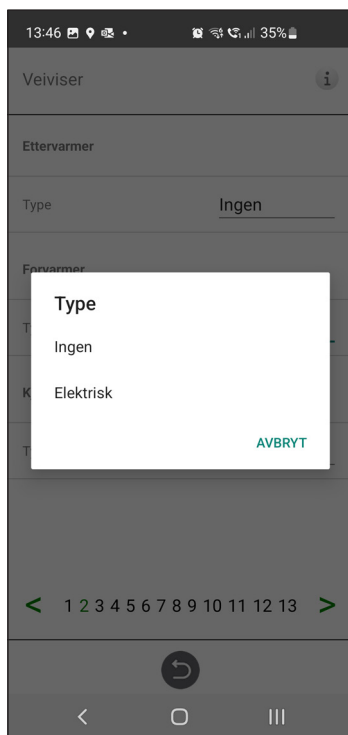 13:46 35%
Veiviser i
Ettervarmer
Type Ingen
Forvarmer
T
Type
Ingen
K
Elektrisk
T
AVBRYT
< 1 2 3 4 5 6 7 8 9 10 11 12 13 >